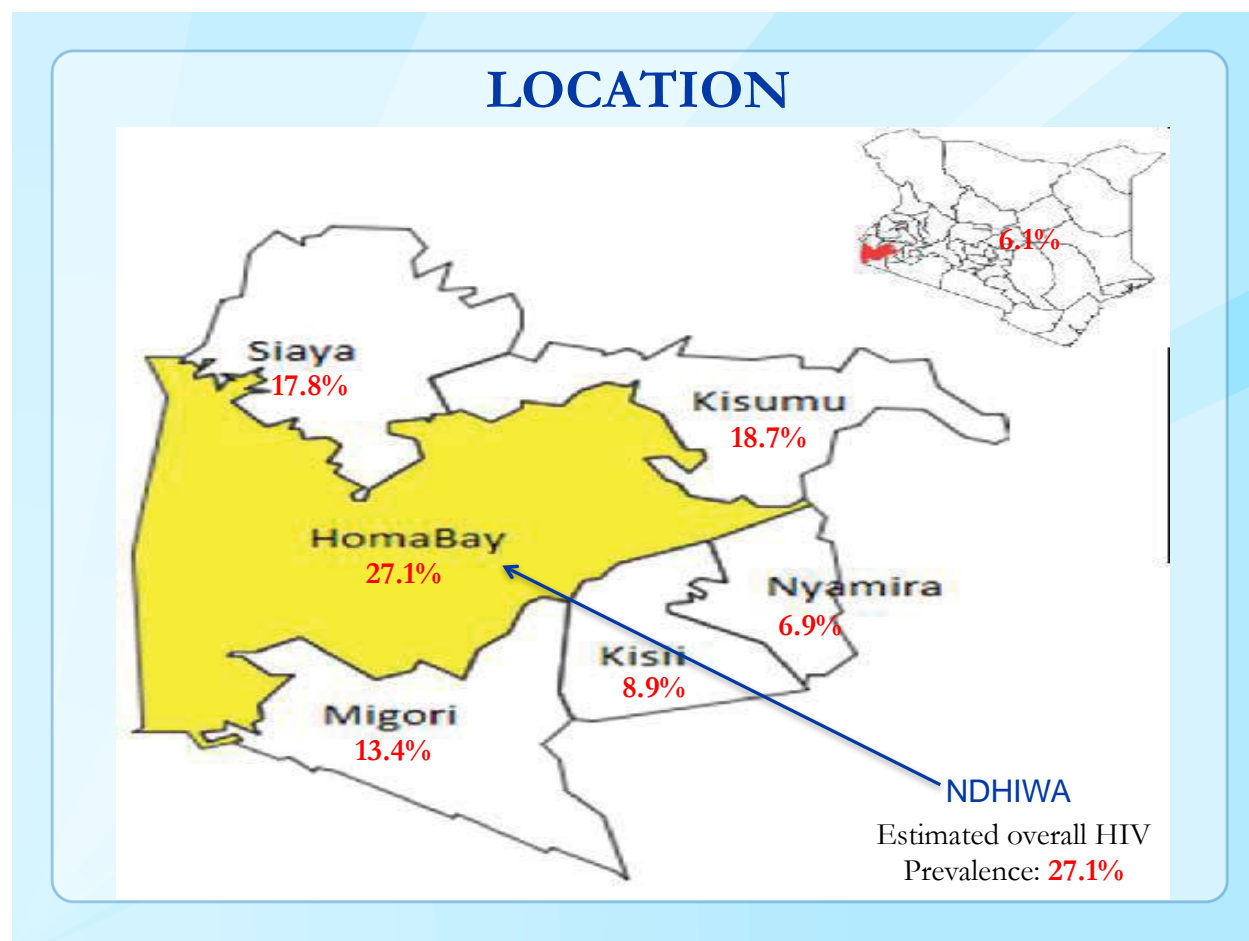 LOCATION
6.1%
Siaya
17.8%
Kisumu
18.7%
HomaBay
27.1%
Nyamira
6.9%
Kisii
8.9%
Migori
13.4%
NDHIWA
Estimated overall HIV
Prevalence: 27.1%